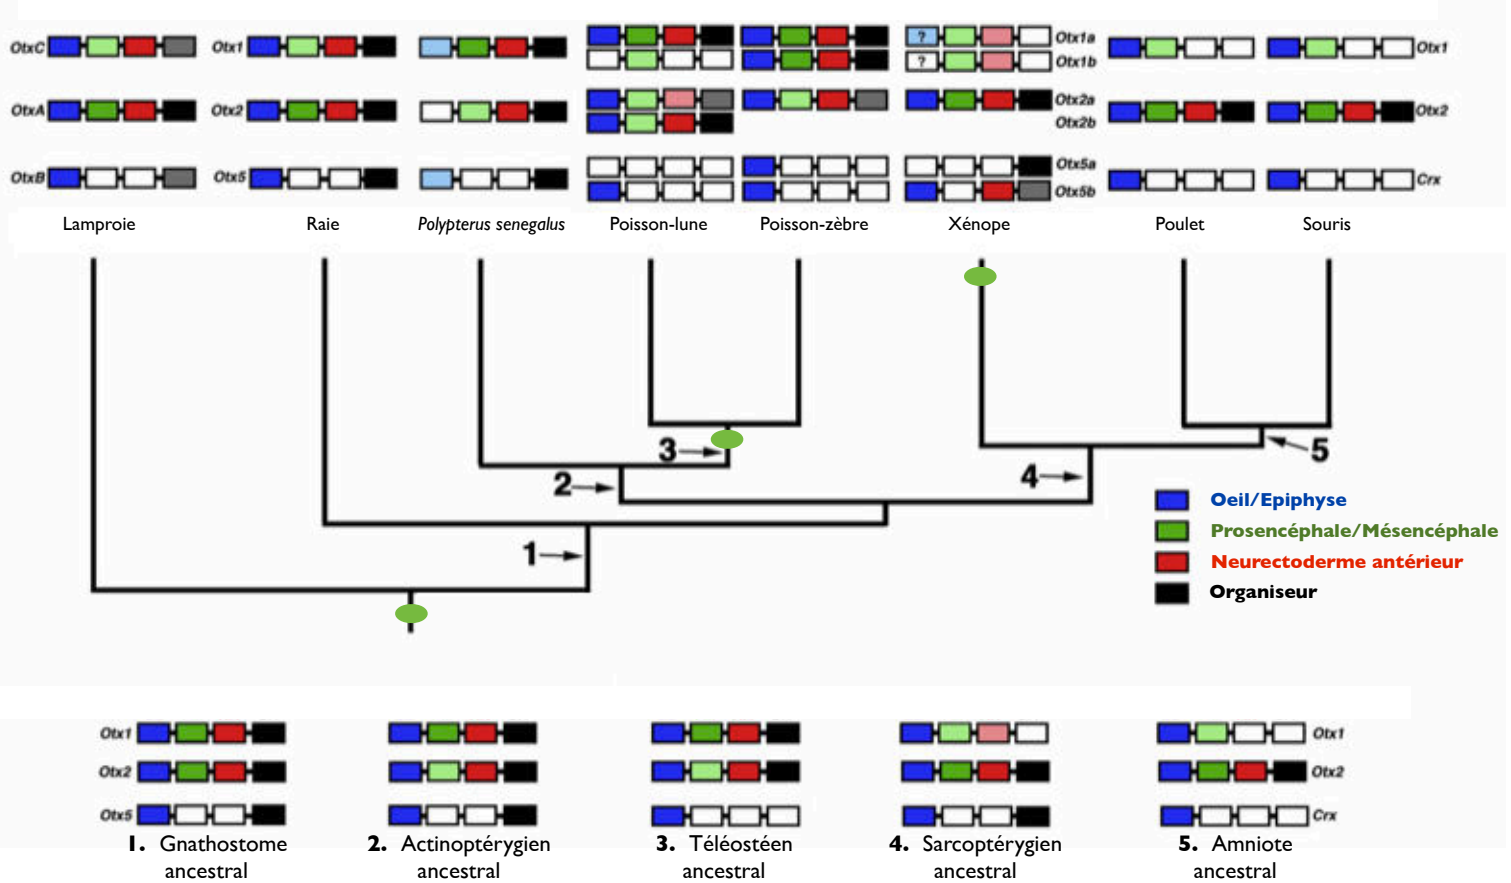 OtxC
Otx1
?
Otx1a
Otx1
?
Otx1b
OtxA
Otx2
Otx2a
Otx2
Otx2b
OtxB
Otx5
Otx5a
Crx
Otx5b
Lamproie
Raie
Polypterus senegalus
Poisson-lune
Poisson-zèbre
Xénope
Poulet
Souris
3
5
2
4
1
Oeil/Epiphyse
Prosencéphale/Mésencéphale
Neurectoderme antérieur
Organiseur
Otx1
Otx1
Otx2
Otx2
Otx5
Crx
1. Gnathostome
ancestral
2. Actinoptérygien
ancestral
3. Téléostéen
ancestral
4. Sarcoptérygien
ancestral
5. Amniote
ancestral